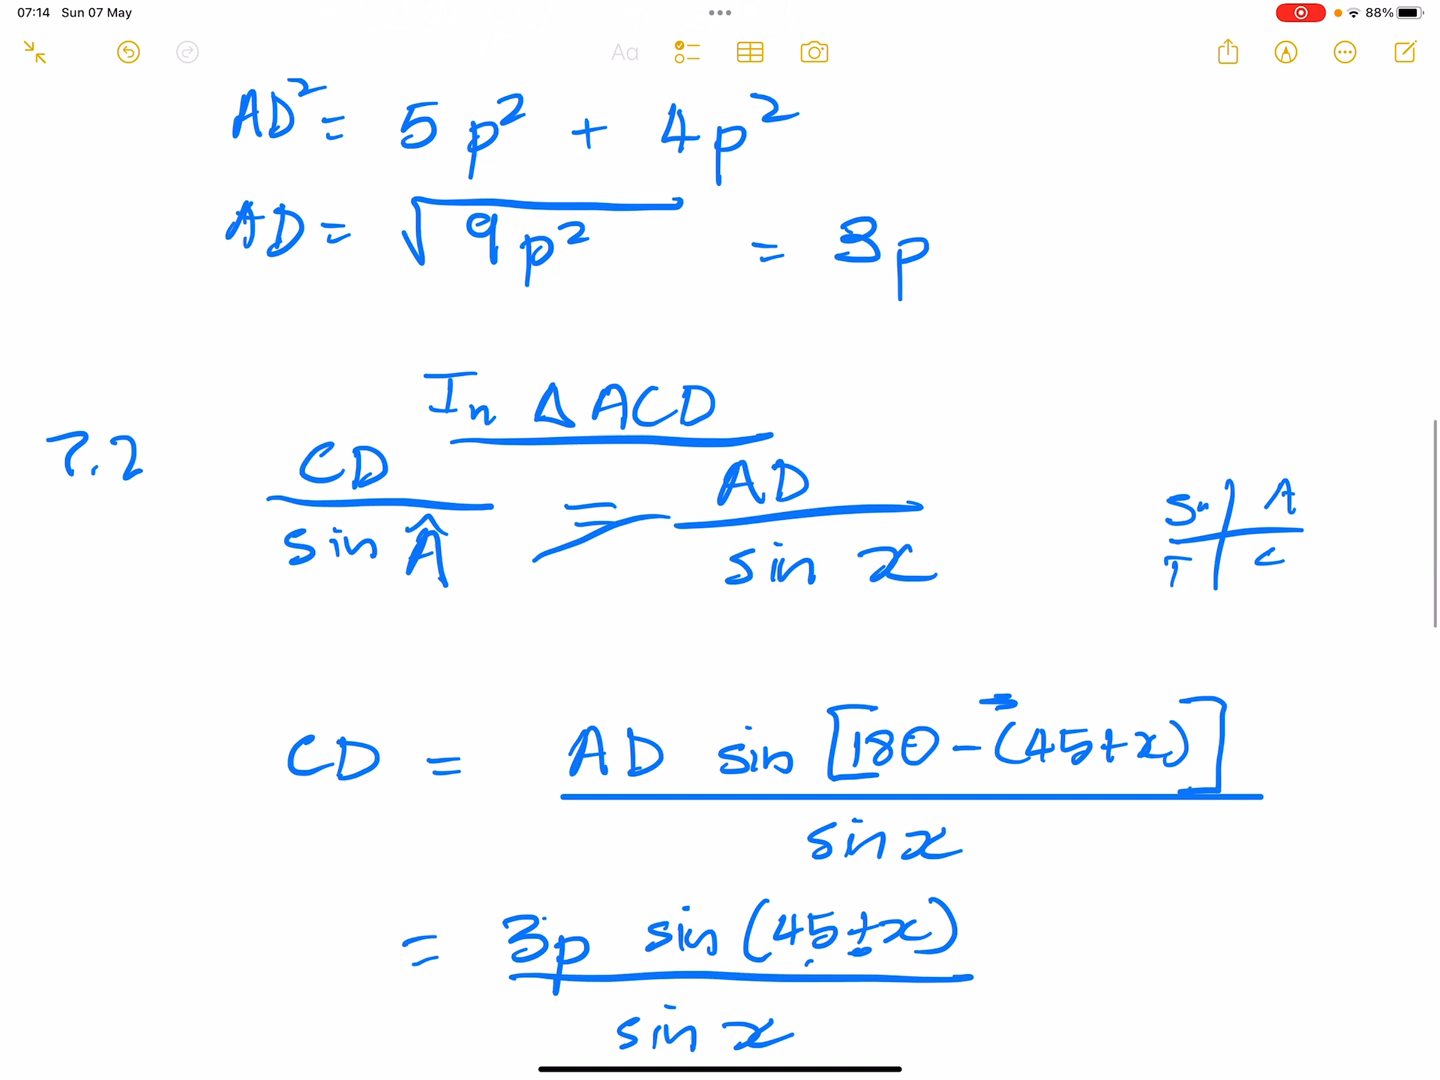 07:14 Sun 07 May 88%
Aa
AD² = 5p² + 4p²
AD = √9p² = 3p
In ΔACD
7.2 CD / sin Â = AD / sin x
S A
T C
CD = AD sin [180 - (45+x)] / sin x
= 3p sin (45+x) / sin x